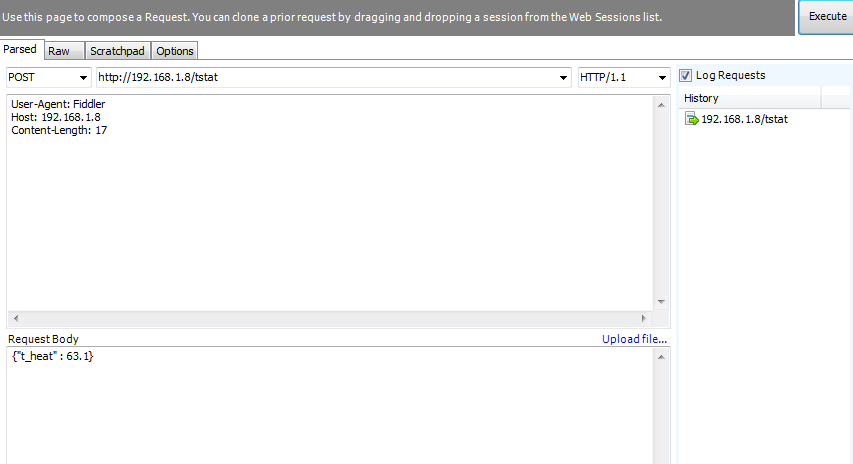 Use this page to compose a Request. You can clone a prior request by dragging and dropping a session from the Web Sessions list.
Execute
Parsed Raw Scratchpad Options
POST http://192.168.1.8/tstat HTTP/1.1
Log Requests
History
192.168.1.8/tstat
User-Agent: Fiddler
Host: 192.168.1.8
Content-Length: 17
Request Body Upload file...
{"t_heat" : 63.1}